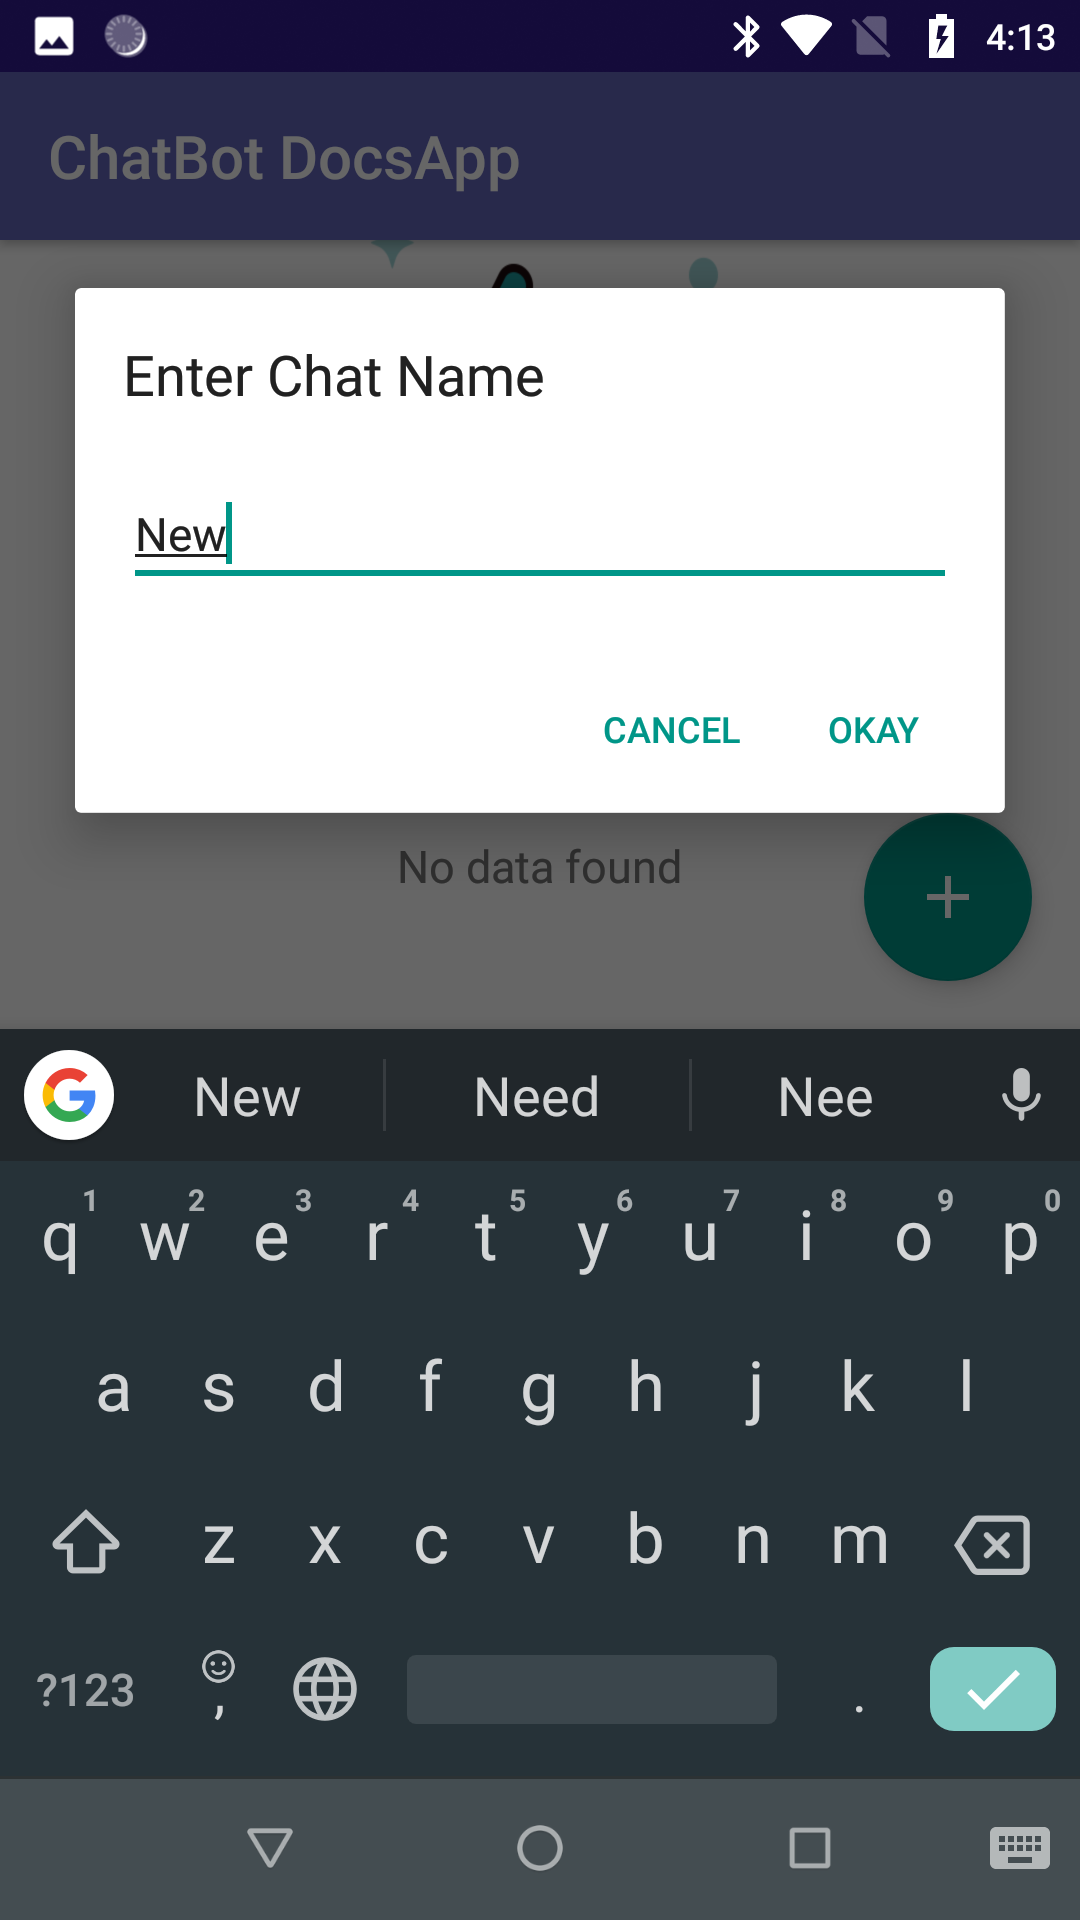 4:13
ChatBot DocsApp
Enter Chat Name
New
CANCEL OKAY
No data found
New Need Nee
1 2 3 4 5 6 7 8 9 0
q w e r t y u i o p
a s d f g h j k l
z x c v b n m
?123 , .